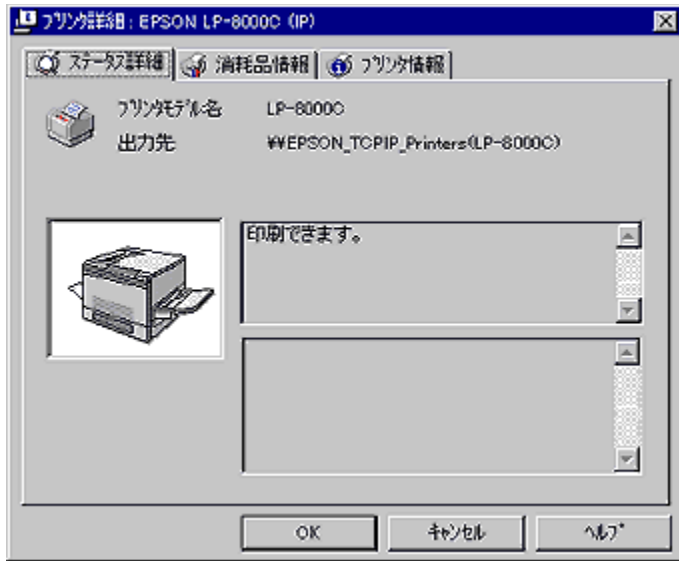 ﾌﾟﾘﾝﾀ詳細 : EPSON LP-8000C (IP)
ｽﾃｰﾀｽ詳細 消耗品情報 ﾌﾟﾘﾝﾀ情報
ﾌﾟﾘﾝﾀﾓﾃﾞﾙ名 LP-8000C
出力先 ¥¥EPSON_TCPIP_Printers(LP-8000C)
印刷できます。
OK ｷｬﾝｾﾙ ﾍﾙﾌﾟ